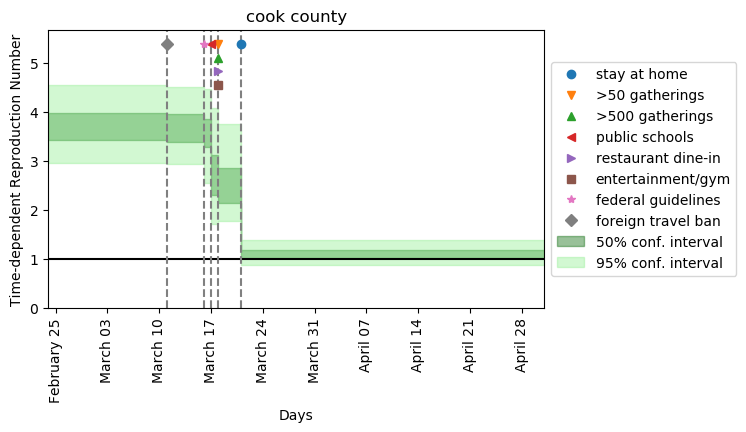 cook county
Time-dependent Reproduction Number
5
4
3
2
1
0
February 25
March 03
March 10
March 17
March 24
March 31
April 07
April 14
April 21
April 28
Days
stay at home
>50 gatherings
>500 gatherings
public schools
restaurant dine-in
entertainment/gym
federal guidelines
foreign travel ban
50% conf. interval
95% conf. interval